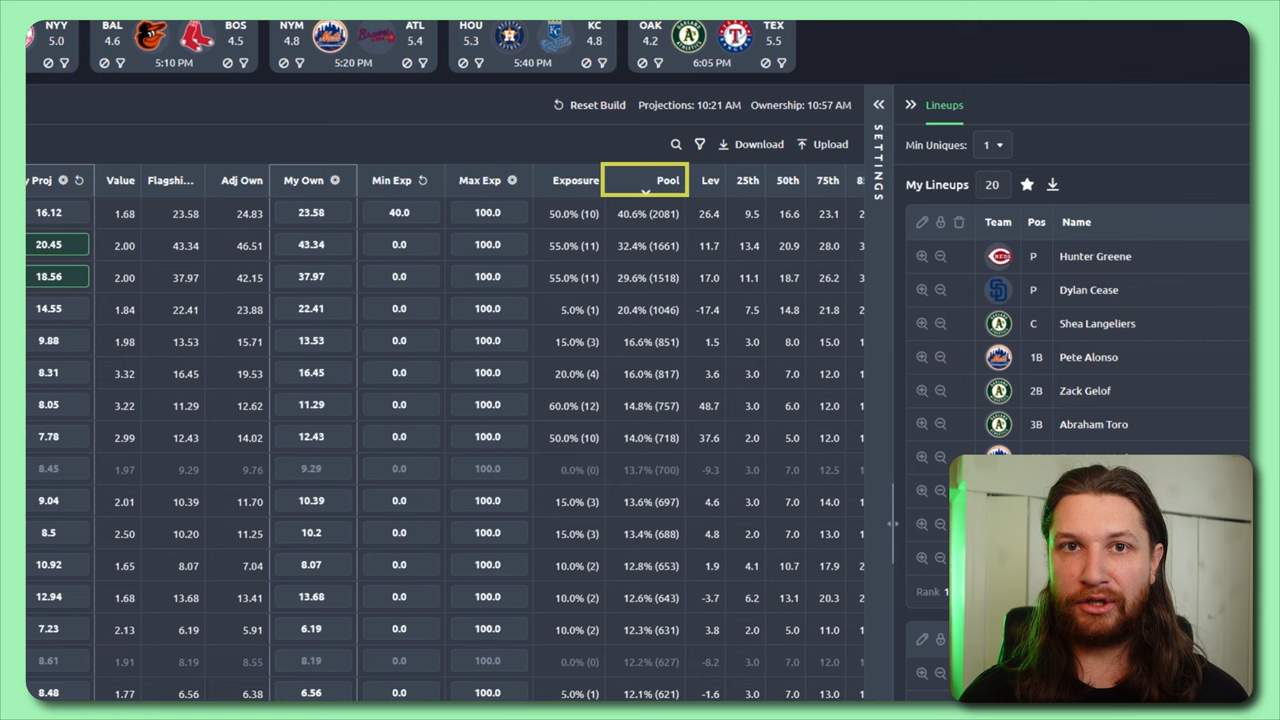 NYY
5.0
BAL BOS
4.6 4.5
5:10 PM
NYM ATL
4.8 5.4
5:20 PM
HOU KC
5.3 4.8
5:40 PM
OAK TEX
4.2 5.5
6:05 PM
Reset Build Projections: 10:21 AM Ownership: 10:57 AM
Lineups
SETTINGS
Download Upload
Min Uniques: 1
My Lineups 20
y Proj Value Flagshi... Adj Own My Own Min Exp Max Exp Exposure Pool Lev 25th 50th 75th 8
16.12 1.68 23.58 24.83 23.58 40.0 100.0 50.0% (10) 40.6% (2081) 26.4 9.5 16.6 23.1 3
20.45 2.00 43.34 46.51 43.34 0.0 100.0 55.0% (11) 32.4% (1661) 11.7 13.4 20.9 28.0 3
18.56 2.00 37.97 42.15 37.97 0.0 100.0 55.0% (11) 29.6% (1518) 17.0 11.1 18.7 26.2 3
14.55 1.84 22.41 23.88 22.41 0.0 100.0 5.0% (1) 20.4% (1046) -17.4 7.5 14.8 21.8 2
9.88 1.98 13.53 15.71 13.53 0.0 100.0 15.0% (3) 16.6% (851) 1.5 3.0 8.0 15.0 1
8.31 3.32 16.45 19.53 16.45 0.0 100.0 20.0% (4) 16.0% (817) 3.6 3.0 7.0 12.0 1
8.05 3.22 11.29 12.62 11.29 0.0 100.0 60.0% (12) 14.8% (757) 48.7 3.0 6.0 12.0 1
7.78 2.99 12.43 14.02 12.43 0.0 100.0 50.0% (10) 14.0% (718) 37.6 2.0 5.0 12.0 1
8.45 1.97 9.29 9.76 9.29 0.0 100.0 0.0% (0) 13.7% (700) -9.3 3.0 7.0 12.5 1
9.04 2.01 10.39 11.70 10.39 0.0 100.0 15.0% (3) 13.6% (697) 4.6 3.0 7.0 14.0 1
8.5 2.50 10.20 11.25 10.2 0.0 100.0 15.0% (3) 13.4% (688) 4.8 2.0 7.0 13.0 1
10.92 1.65 8.07 7.04 8.07 0.0 100.0 10.0% (2) 12.8% (653) 1.9 4.1 10.7 17.9 2
12.94 1.68 13.68 13.41 13.68 0.0 100.0 10.0% (2) 12.6% (643) -3.7 6.2 13.1 20.3 2
7.23 2.13 6.19 5.91 6.19 0.0 100.0 10.0% (2) 12.3% (631) 3.8 2.0 5.0 11.0 1
8.61 1.91 8.19 8.55 8.19 0.0 100.0 0.0% (0) 12.2% (627) -8.2 3.0 7.0 13.0 1
8.48 1.77 6.56 6.38 6.56 0.0 100.0 5.0% (1) 12.1% (621) -1.6 3.0 7.0 12.0 1
Team Pos Name
REDS P Hunter Greene
SD P Dylan Cease
A's C Shea Langeliers
Mets 1B Pete Alonso
A's 2B Zack Gelof
A's 3B Abraham Toro
Rank 1